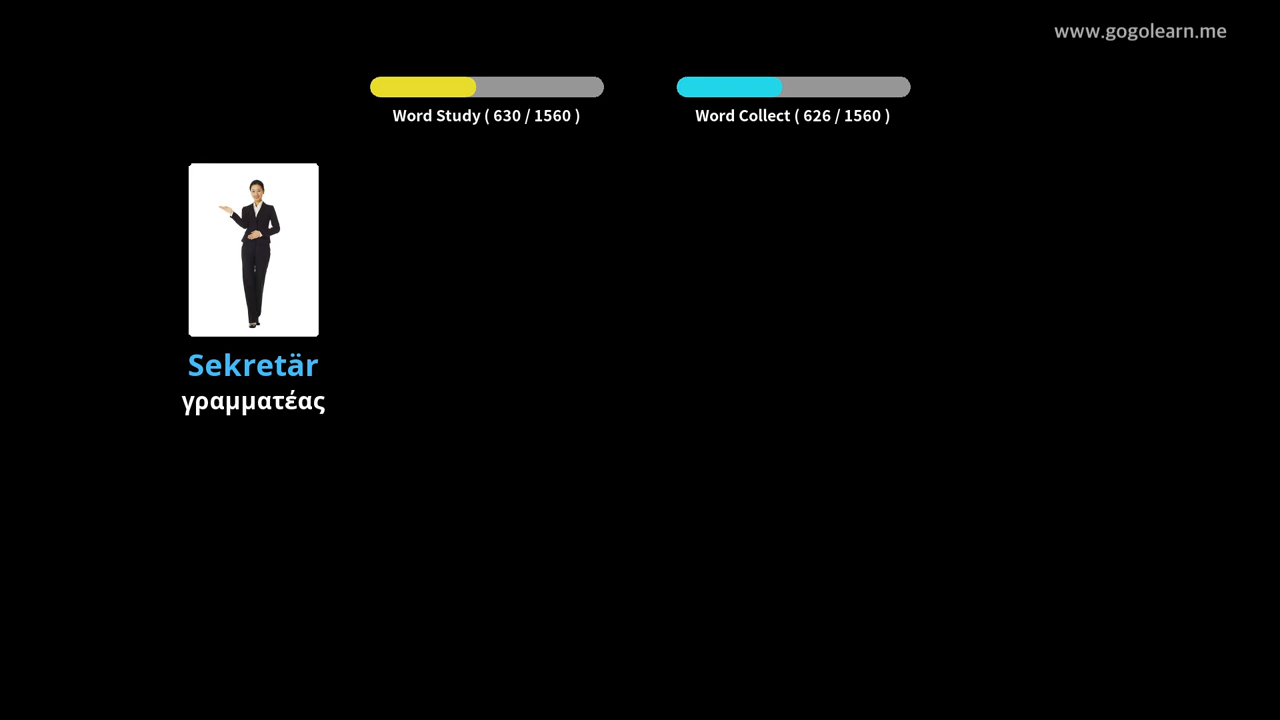 www.gogolearn.me
Word Study ( 630 / 1560 )
Word Collect ( 626 / 1560 )
Sekretär
γραμματέας